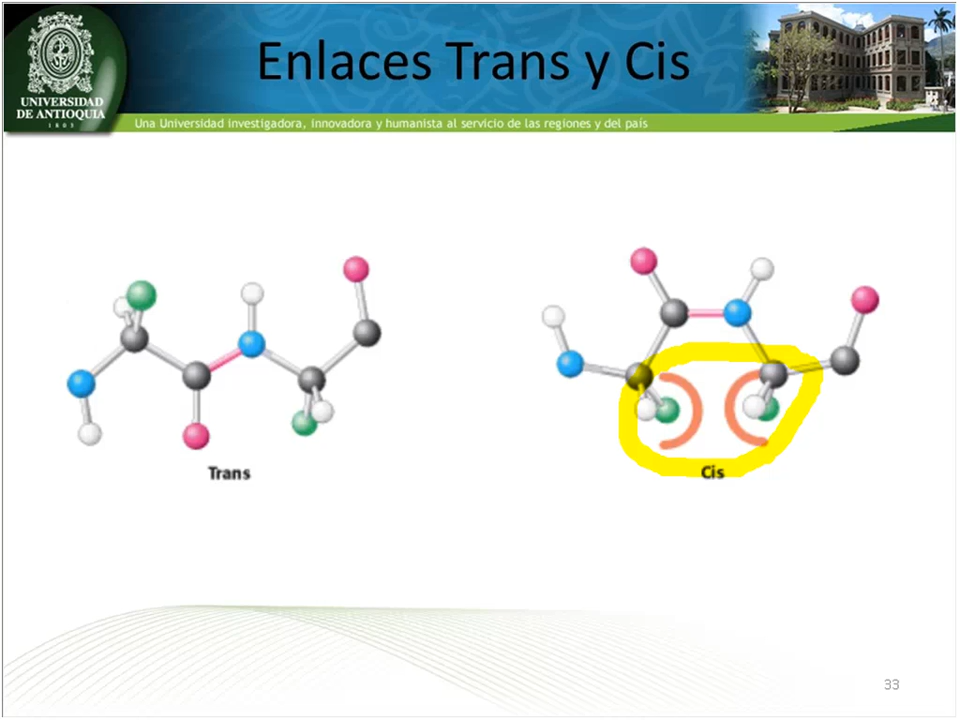 Enlaces Trans y Cis
UNIVERSIDAD
DE ANTIOQUIA
1803
Una Universidad investigadora, innovadora y humanista al servicio de las regiones y del país
Trans
Cis
33